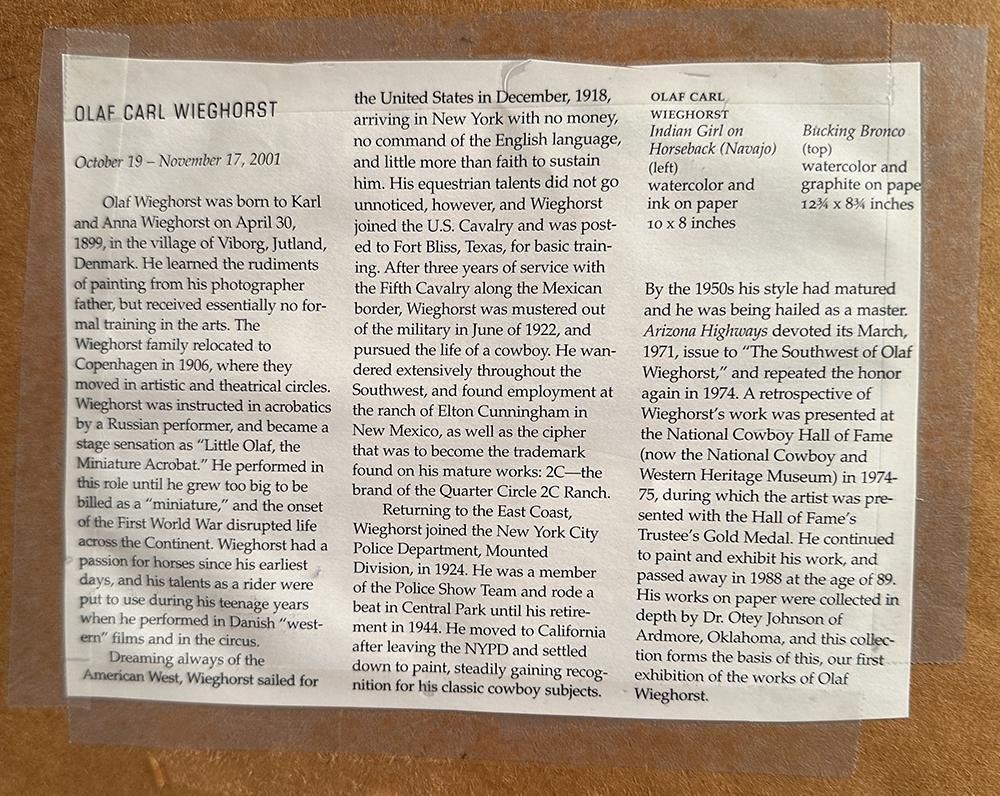 OLAF CARL WIEGHORST
October 19 – November 17, 2001
Olaf Wieghorst was born to Karl
and Anna Wieghorst on April 30,
1899, in the village of Viborg, Jutland,
Denmark. He learned the rudiments
of painting from his photographer
father, but received essentially no for-
mal training in the arts. The
Wieghorst family relocated to
Copenhagen in 1906, where they
moved in artistic and theatrical circles.
Wieghorst was instructed in acrobatics
by a Russian performer, and became a
stage sensation as “Little Olaf, the
Miniature Acrobat.” He performed in
this role until he grew too big to be
billed as a “miniature,” and the onset
of the First World War disrupted life
across the Continent. Wieghorst had a
passion for horses since his earliest
days, and his talents as a rider were
put to use during his teenage years
when he performed in Danish “west-
ern” films and in the circus.
Dreaming always of the
American West, Wieghorst sailed for
the United States in December, 1918,
arriving in New York with no money,
no command of the English language,
and little more than faith to sustain
him. His equestrian talents did not go
unnoticed, however, and Wieghorst
joined the U.S. Cavalry and was post-
ed to Fort Bliss, Texas, for basic train-
ing. After three years of service with
the Fifth Cavalry along the Mexican
border, Wieghorst was mustered out
of the military in June of 1922, and
pursued the life of a cowboy. He wan-
dered extensively throughout the
Southwest, and found employment at
the ranch of Elton Cunningham in
New Mexico, as well as the cipher
that was to become the trademark
found on his mature works: 2C—the
brand of the Quarter Circle 2C Ranch.
Returning to the East Coast,
Wieghorst joined the New York City
Police Department, Mounted
Division, in 1924. He was a member
of the Police Show Team and rode a
beat in Central Park until his retire-
ment in 1944. He moved to California
after leaving the NYPD and settled
down to paint, steadily gaining recog-
nition for his classic cowboy subjects.
OLAF CARL
WIEGHORST
Indian Girl on
Horseback (Navajo)
(left)
watercolor and
ink on paper
10 x 8 inches
Bucking Bronco
(top)
watercolor and
graphite on pape
12¾ x 8¾ inches
By the 1950s his style had matured
and he was being hailed as a master.
Arizona Highways devoted its March,
1971, issue to “The Southwest of Olaf
Wieghorst,” and repeated the honor
again in 1974. A retrospective of
Wieghorst’s work was presented at
the National Cowboy Hall of Fame
(now the National Cowboy and
Western Heritage Museum) in 1974-
75, during which the artist was pre-
sented with the Hall of Fame’s
Trustee’s Gold Medal. He continued
to paint and exhibit his work, and
passed away in 1988 at the age of 89.
His works on paper were collected in
depth by Dr. Otey Johnson of
Ardmore, Oklahoma, and this collec-
tion forms the basis of this, our first
exhibition of the works of Olaf
Wieghorst.